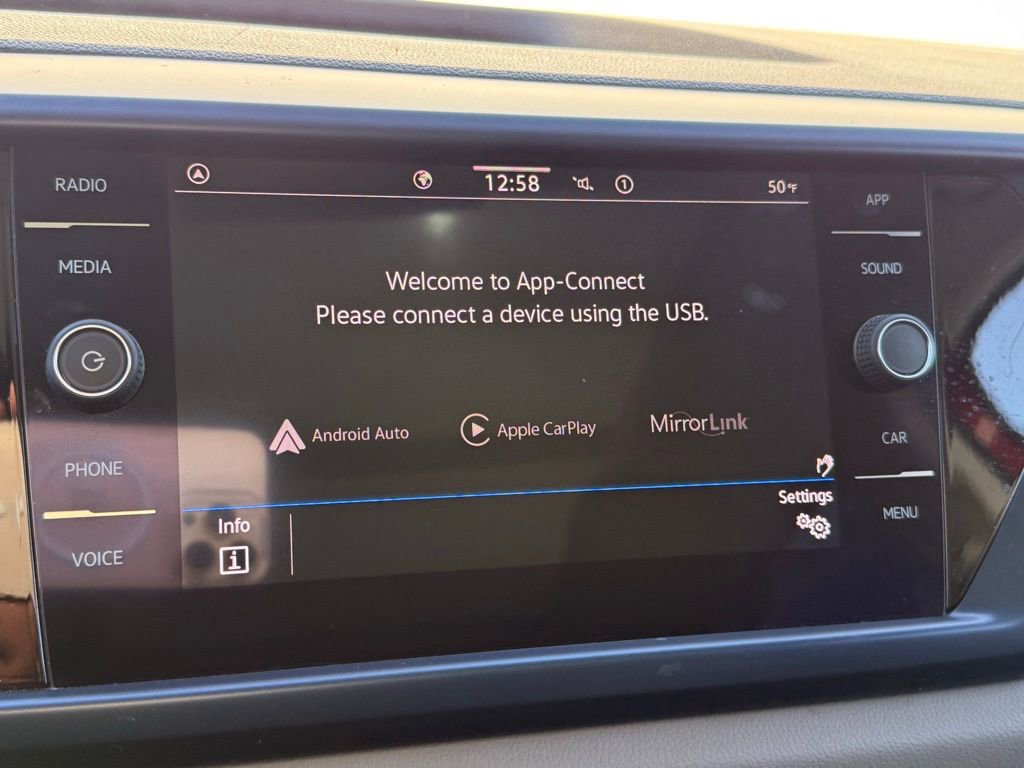 RADIO
MEDIA
PHONE
VOICE
12:58
1
50°F
Welcome to App-Connect
Please connect a device using the USB.
Android Auto
Apple CarPlay
MirrorLink
Info
i
Settings
APP
SOUND
CAR
MENU